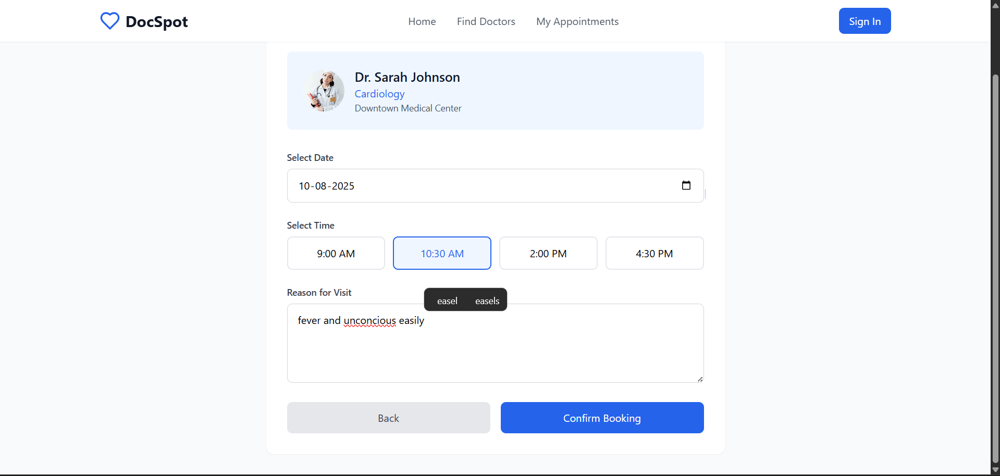 DocSpot
Home Find Doctors My Appointments
Sign In
Dr. Sarah Johnson
Cardiology
Downtown Medical Center
Select Date
10-08-2025
Select Time
9:00 AM 10:30 AM 2:00 PM 4:30 PM
Reason for Visit
easel easels
fever and unconcious easily
Back Confirm Booking